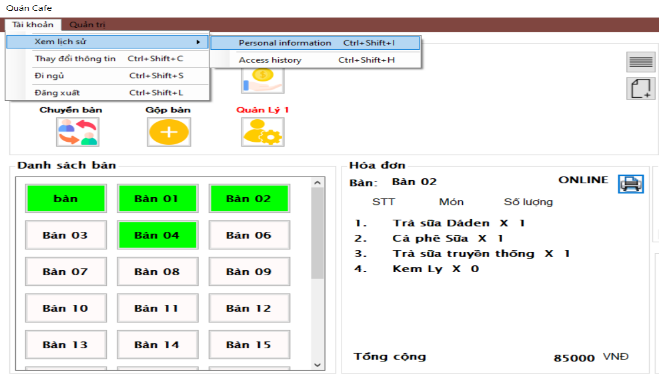 Quán Cafe
Tài khoản Quản trị
Xem lịch sử
Personal information Ctrl+Shift+I
Thay đổi thông tin Ctrl+Shift+C
Access history Ctrl+Shift+H
Đi ngủ Ctrl+Shift+S
Đăng xuất Ctrl+Shift+L
Chuyển bàn Gộp bàn Quản Lý 1
Danh sách bàn
bàn Bàn 01 Bàn 02
Bàn 03 Bàn 04 Bàn 06
Bàn 07 Bàn 08 Bàn 09
Bàn 10 Bàn 11 Bàn 12
Bàn 13 Bàn 14 Bàn 15
Hóa đơn
Bàn: Bàn 02 ONLINE
STT Món Số lượng
1. Trà sữa Dâden X 1
2. Cà phê Sữa X 1
3. Trà sữa truyền thống X 1
4. Kem Ly X 0
Tổng cộng 85000 VNĐ